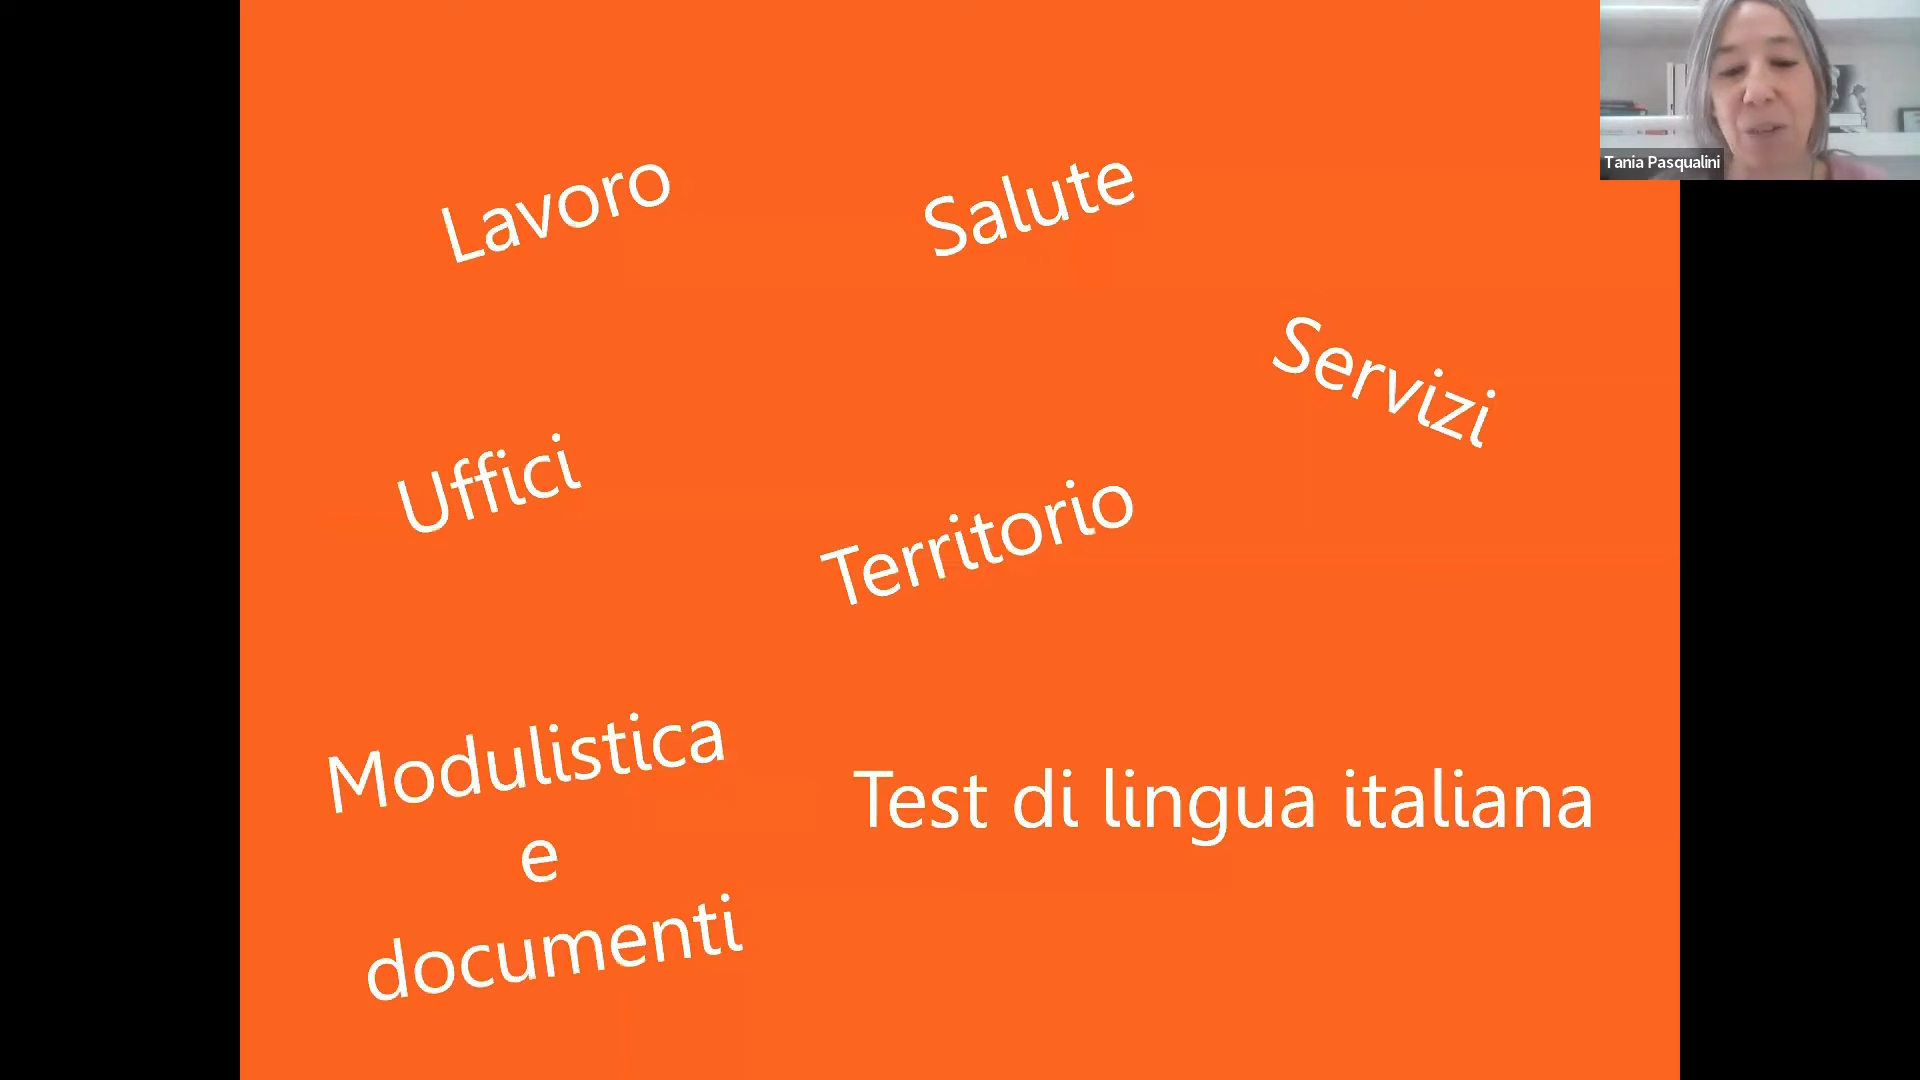 Tania Pasqualini
Lavoro
Salute
Servizi
Uffici
Territorio
Modulistica
e
documenti
Test di lingua italiana